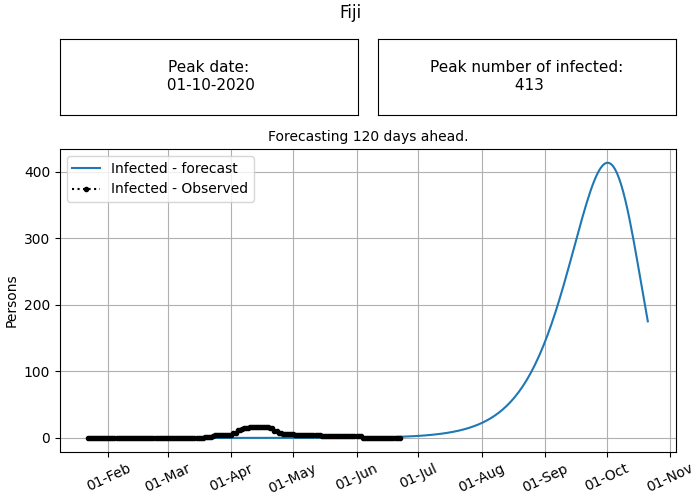 Fiji
Peak date:
01-10-2020
Peak number of infected:
413
Forecasting 120 days ahead.
Infected - forecast
Infected - Observed
Persons
400
300
200
100
0
01-Feb
01-Mar
01-Apr
01-May
01-Jun
01-Jul
01-Aug
01-Sep
01-Oct
01-Nov